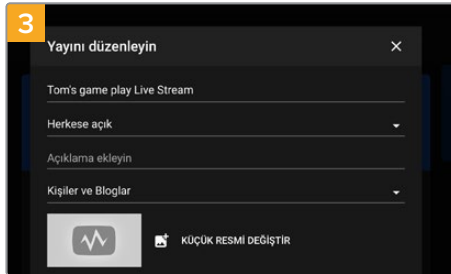 3
Yayını düzenleyin
Tom's game play Live Stream
Herkese açık
Açıklama ekleyin
Kişiler ve Bloglar
KÜÇÜK RESMİ DEĞİŞTİR